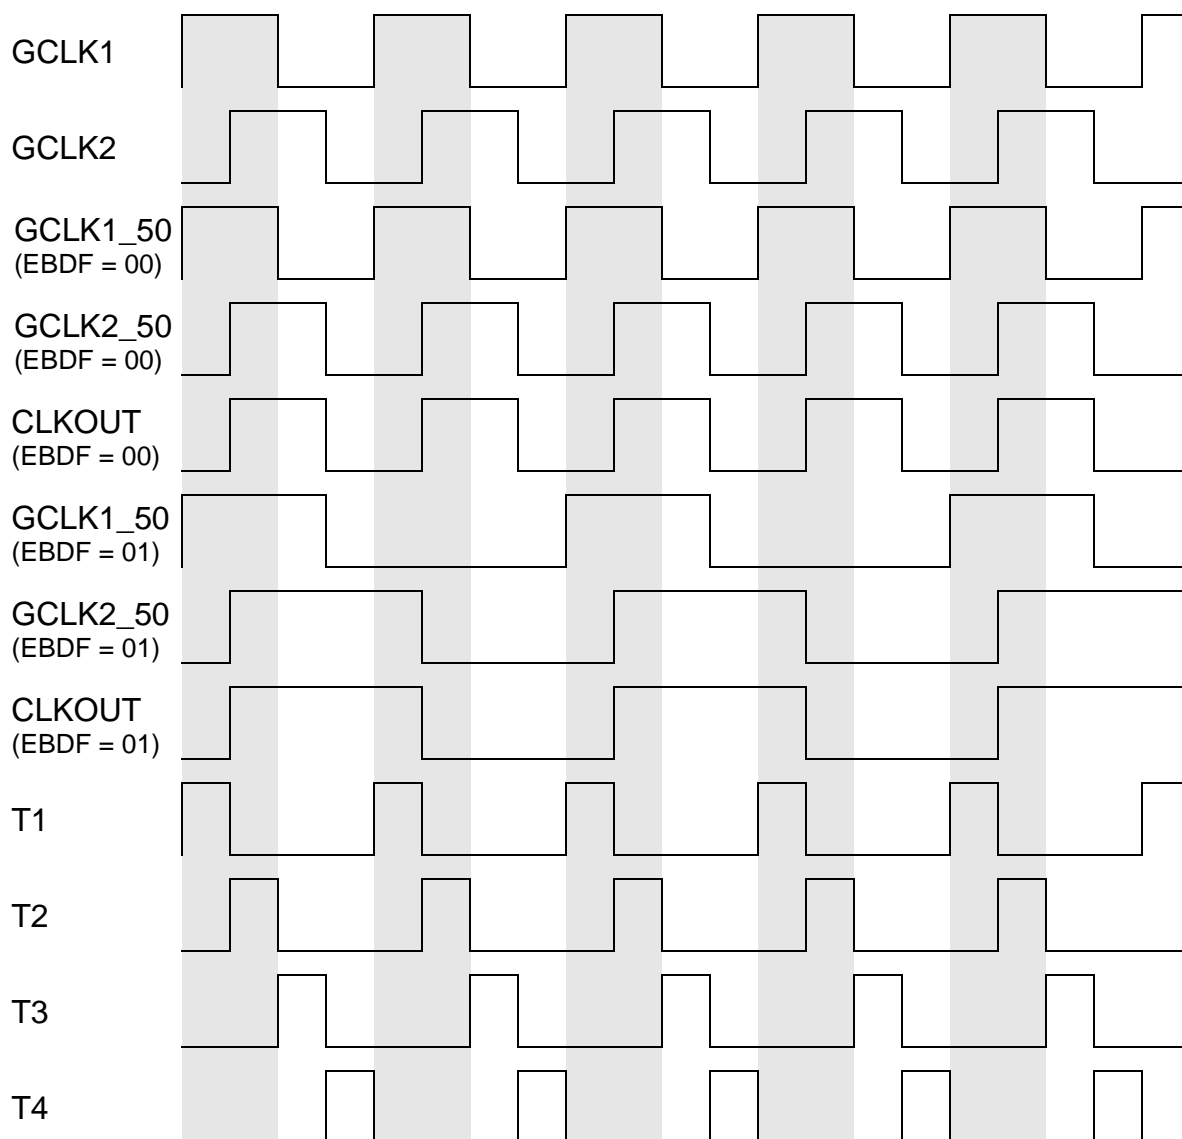 GCLK1
GCLK2
GCLK1_50
(EBDF = 00)
GCLK2_50
(EBDF = 00)
CLKOUT
(EBDF = 00)
GCLK1_50
(EBDF = 01)
GCLK2_50
(EBDF = 01)
CLKOUT
(EBDF = 01)
T1
T2
T3
T4